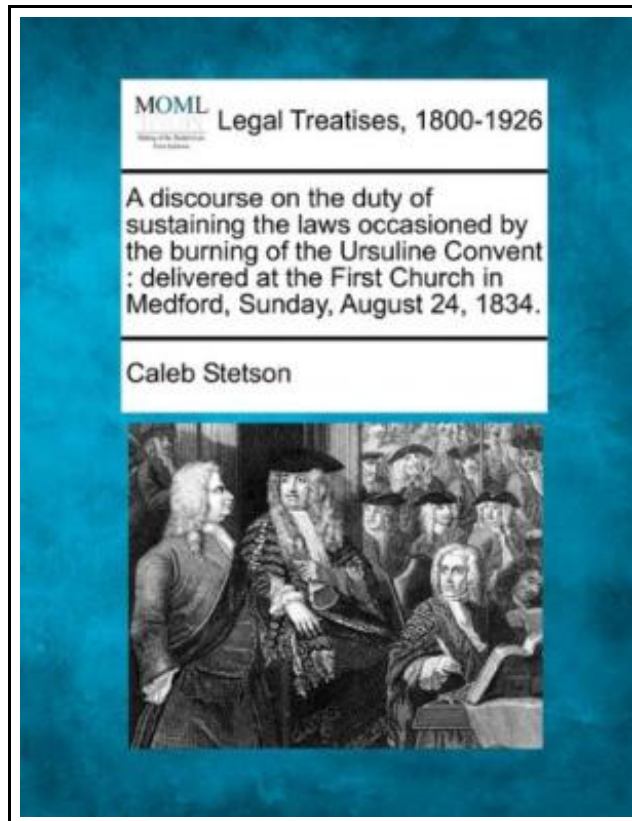 MOML
Legal Treatises, 1800-1926
A discourse on the duty of
sustaining the laws occasioned by
the burning of the Ursuline Convent
: delivered at the First Church in
Medford, Sunday, August 24, 1834.
Caleb Stetson